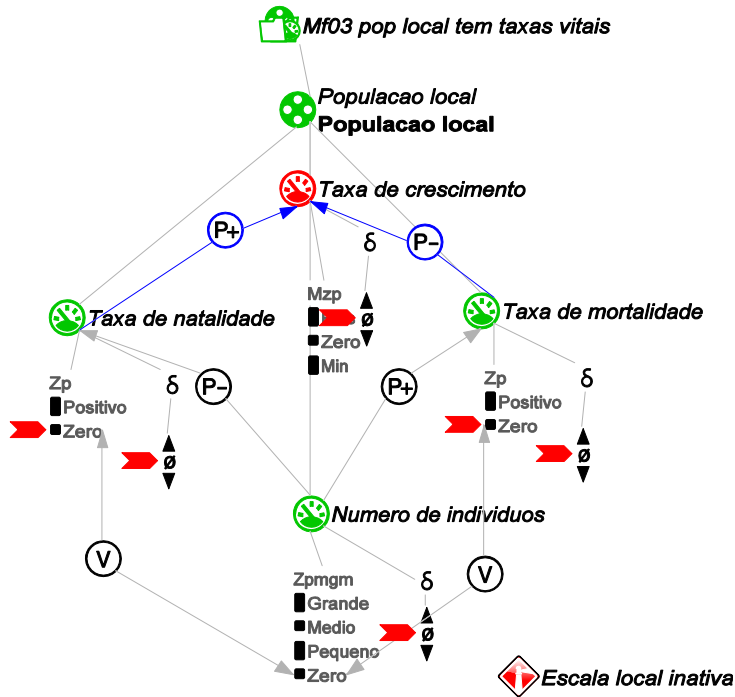 Mf03 pop local tem taxas vitais
Populacao local
Populacao local
Taxa de crescimento
P+
δ
P–
Mzp
Taxa de natalidade
ø
Taxa de mortalidade
Zero
Min
Zp
δ
P–
P+
Zp
δ
Positivo
Zero
ø
Positivo
Zero
ø
Numero de individuos
V
V
Zpmgm
δ
Grande
Medio
ø
Pequeno
Zero
Escala local inativa